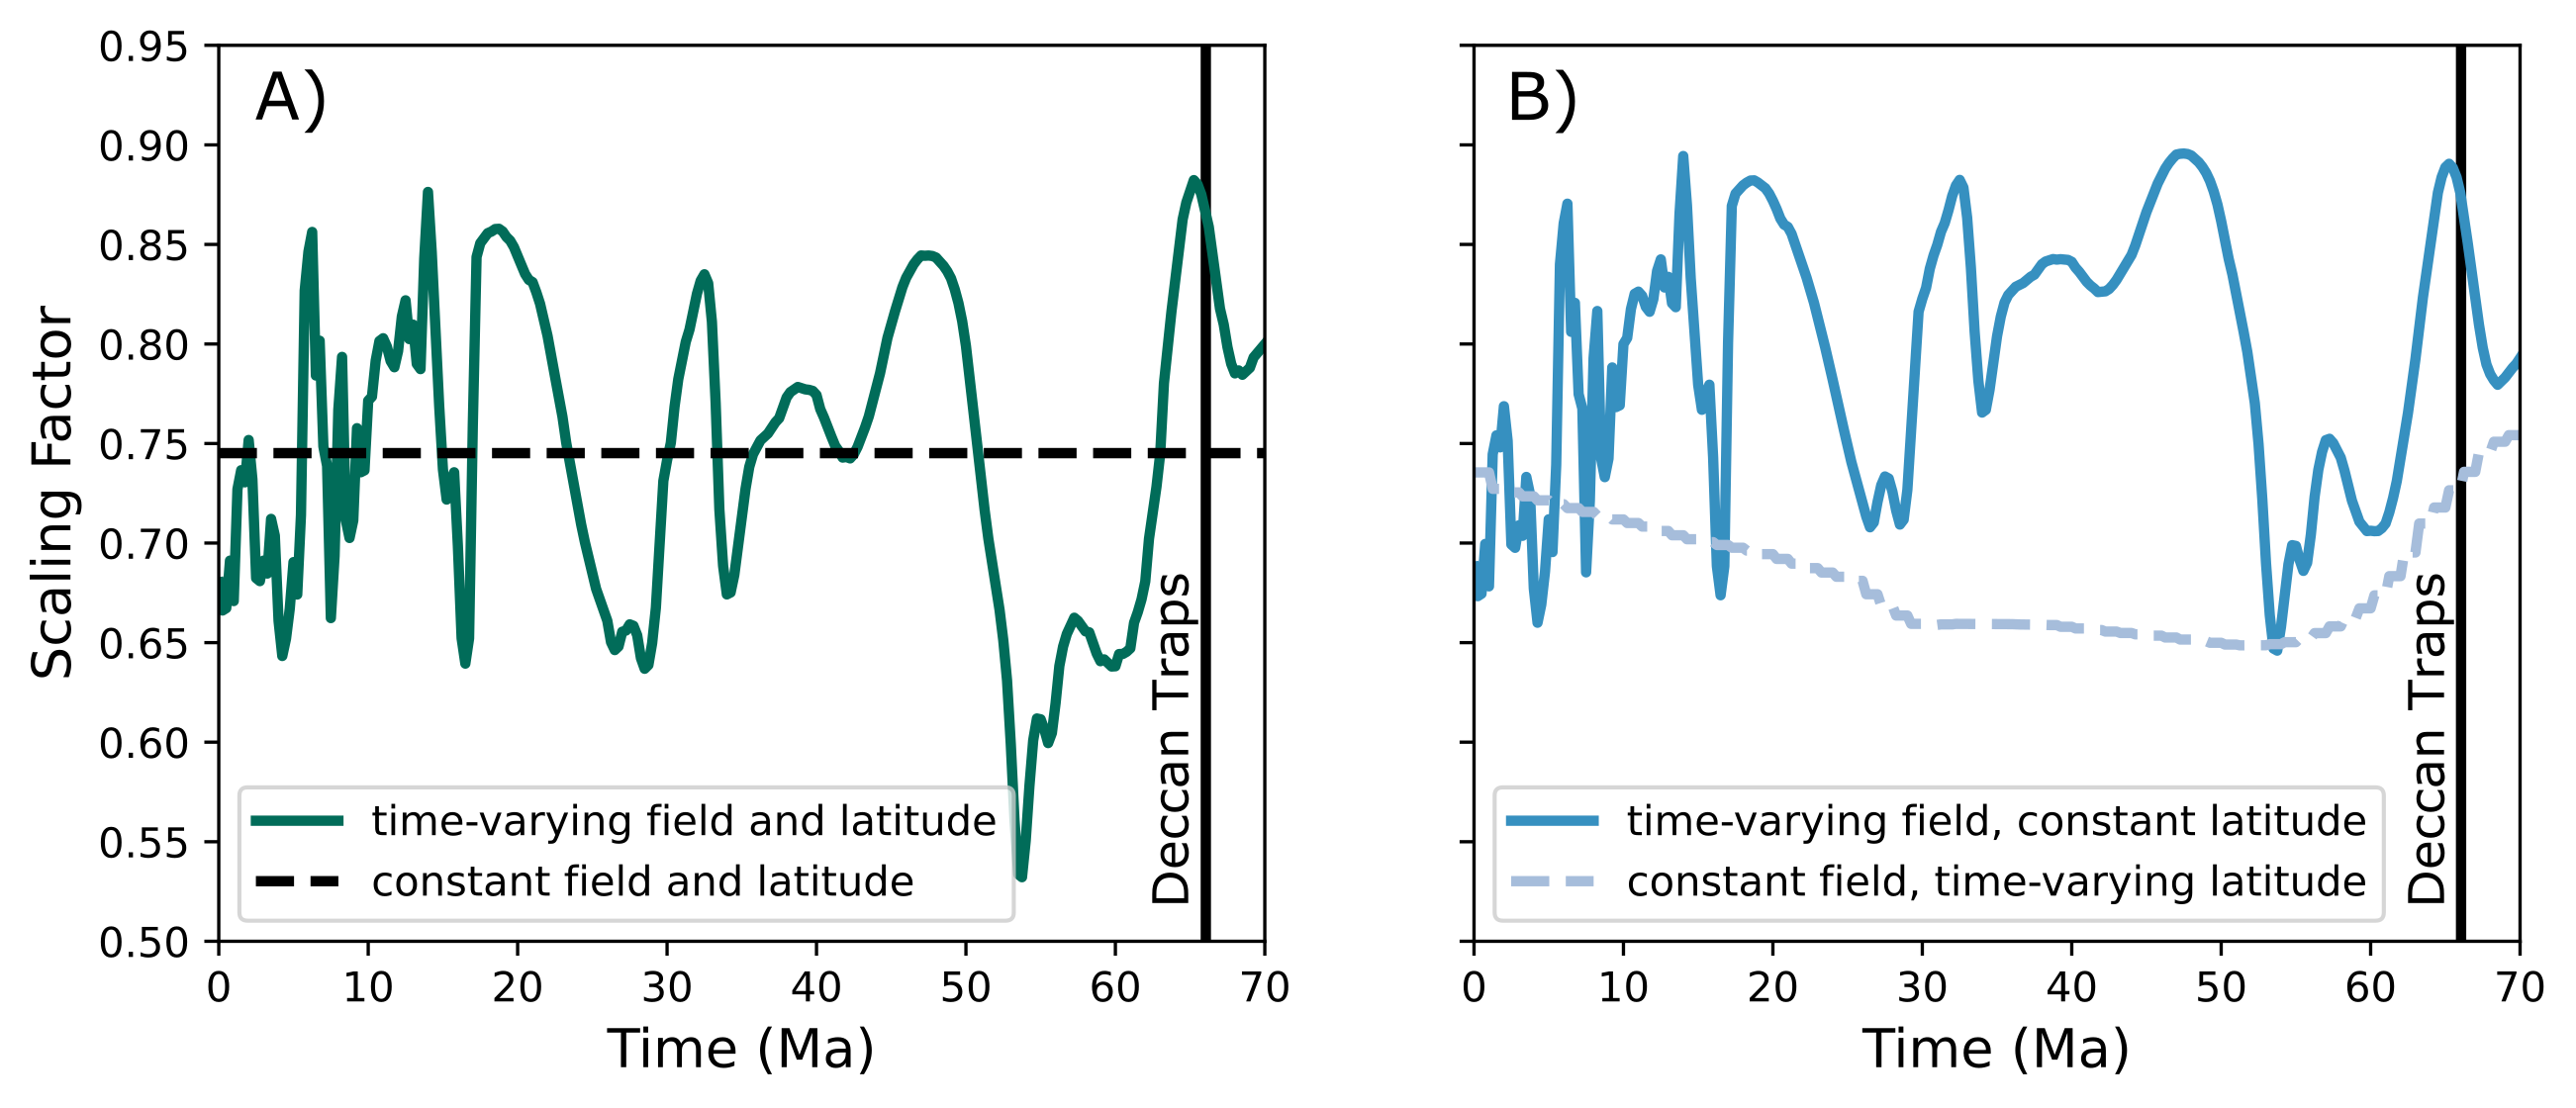 A)
0.95
0.90
0.85
0.80
0.75
0.70
0.65
0.60
0.55
0.50
Scaling Factor
time-varying field and latitude
constant field and latitude
Deccan Traps
0 10 20 30 40 50 60 70
Time (Ma)
B)
time-varying field, constant latitude
constant field, time-varying latitude
Deccan Traps
0 10 20 30 40 50 60 70
Time (Ma)